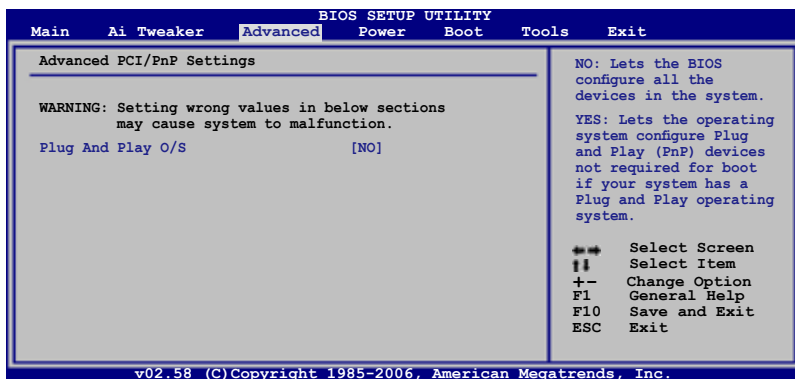 BIOS SETUP UTILITY
Main Ai Tweaker Advanced Power Boot Tools Exit
Advanced PCI/PnP Settings
WARNING: Setting wrong values in below sections
may cause system to malfunction.
Plug And Play O/S [NO]
NO: Lets the BIOS
configure all the
devices in the system.
YES: Lets the operating
system configure Plug
and Play (PnP) devices
not required for boot
if your system has a
Plug and Play operating
system.
Select Screen
Select Item
+- Change Option
F1 General Help
F10 Save and Exit
ESC Exit
v02.58 (C)Copyright 1985-2006, American Megatrends, Inc.